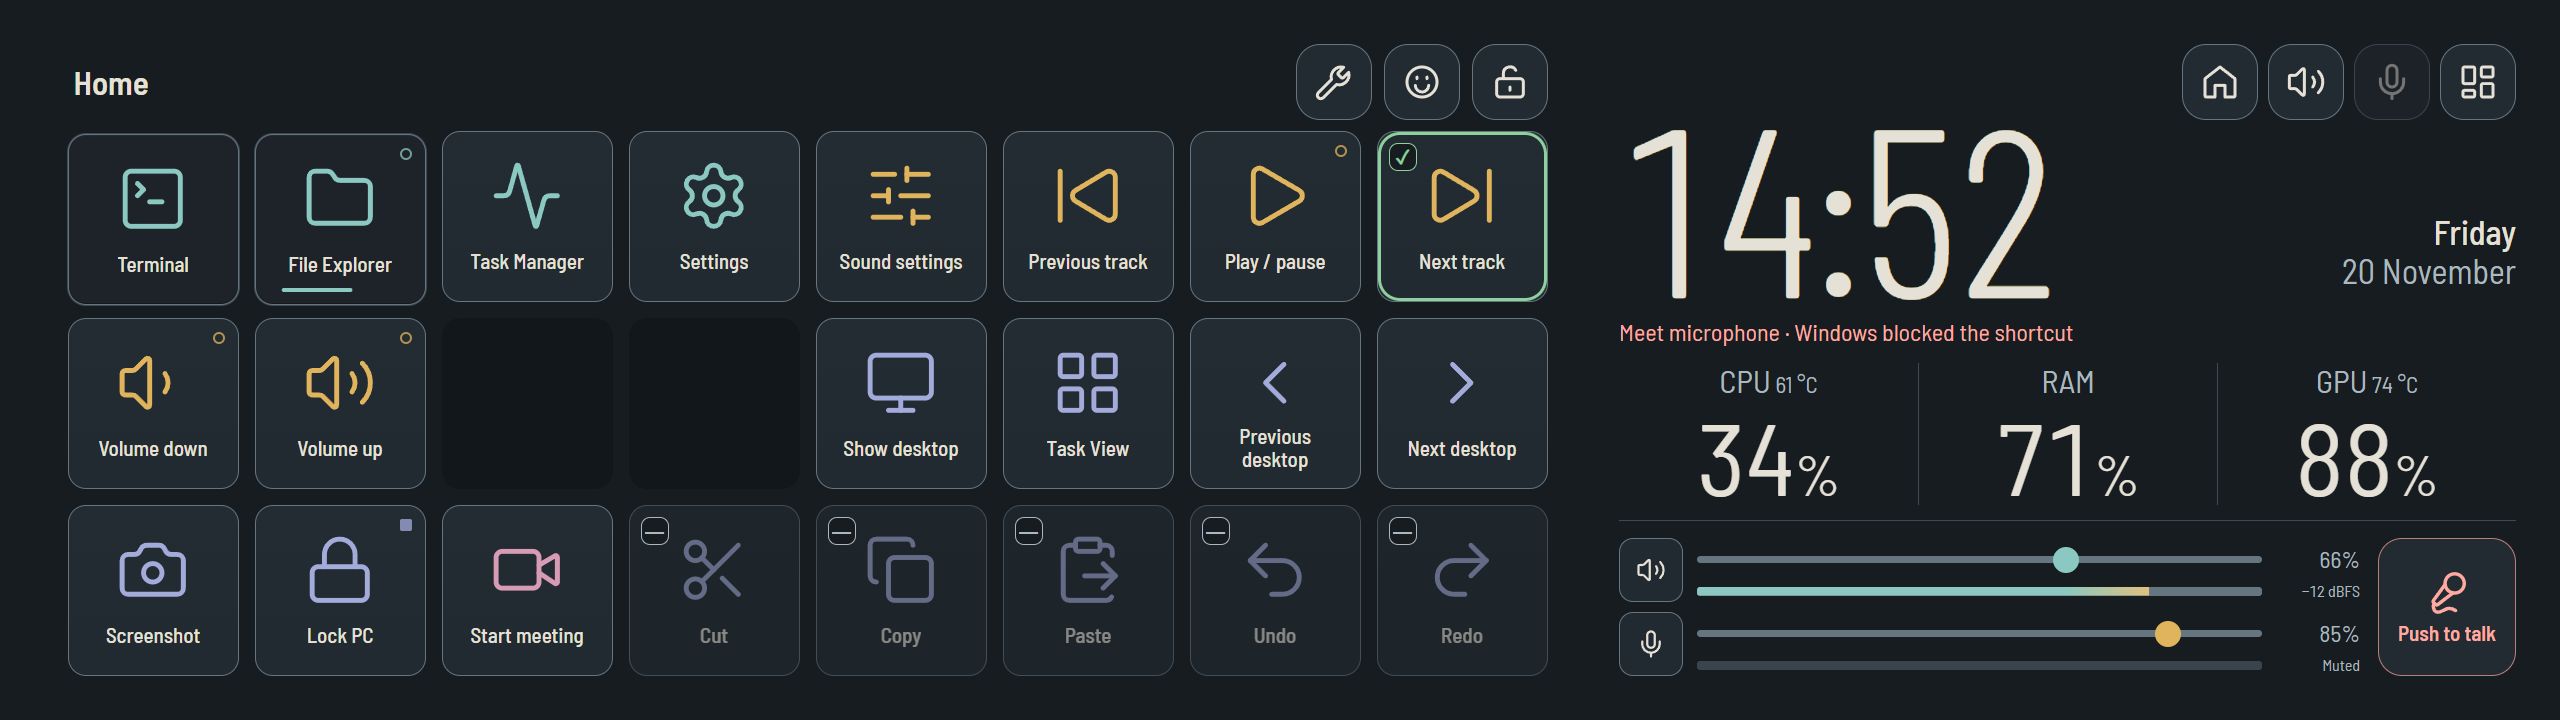 Home
Terminal
File Explorer
Task Manager
Settings
Sound settings
Previous track
Play / pause
Next track
Volume down
Volume up
Show desktop
Task View
Previous
desktop
Next desktop
Screenshot
Lock PC
Start meeting
Cut
Copy
Paste
Undo
Redo
14:52
Friday
20 November
Meet microphone · Windows blocked the shortcut
CPU 61 °C
RAM
GPU 74 °C
34%
71%
88%
66%
−12 dBFS
85%
Muted
Push to talk